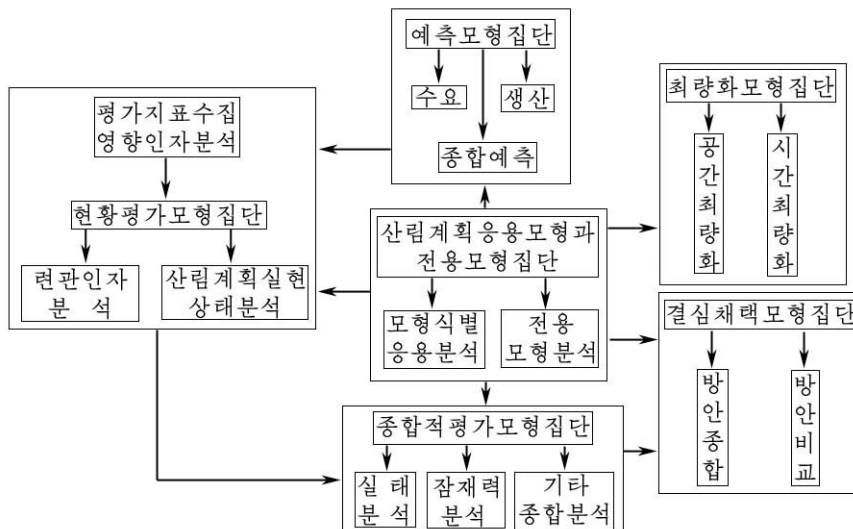 예측모형집단
수요
생산
종합예측
평가지표수집
영향인자분석
현황평가모형집단
련관인자
분 석
산림계획실현
상태분석
산림계획응용모형과
전용모형집단
모형식별
응용분석
전용
모형분석
최량화모형집단
공간최량화
시간최량화
결심채택모형집단
방안종합
방안비교
종합적평가모형집단
실 태
분 석
잠재력
분석
기타
종합분석